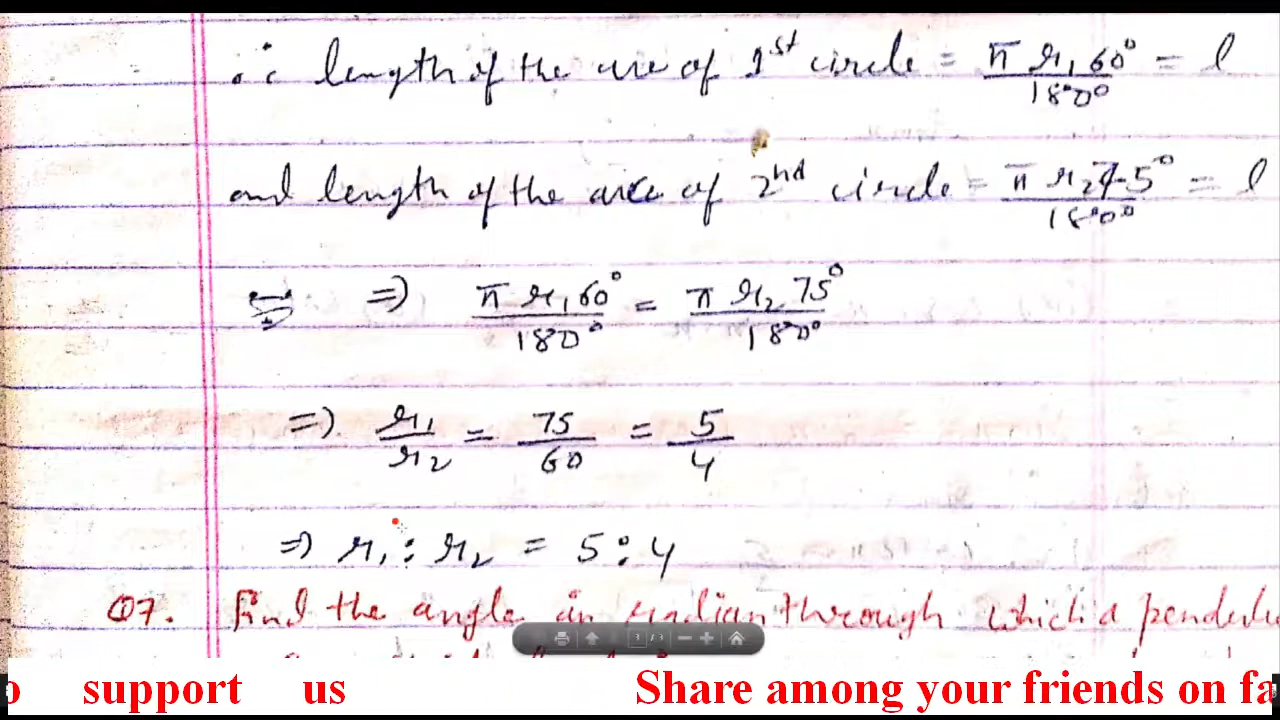 ∴ length of the arc of 1st circle = π r₁ 60° / 180° = l
and length of the arc of 2nd circle = π r₂ 75° / 180° = l
=> π r₁ 60° / 180° = π r₂ 75° / 180°
=> r₁ / r₂ = 75 / 60 = 5 / 4
=> r₁ : r₂ = 5 : 4
Q7. Find the angle in radian through which a pendulu
3 / 3
o support us Share among your friends on fa